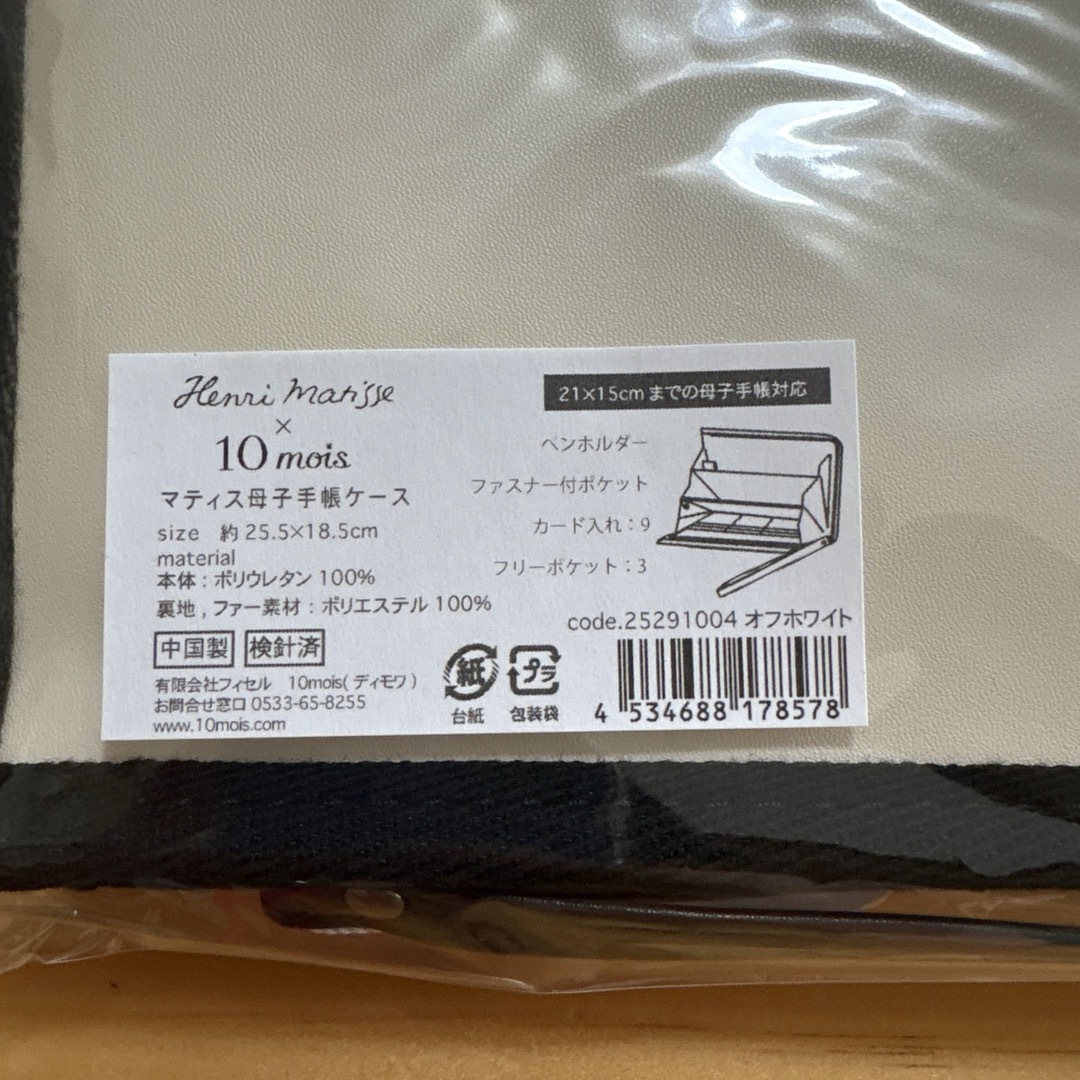 Henri Matisse
×
10 mois
マティス母子手帳ケース
size 約 25.5×18.5cm
material
本体 : ポリウレタン 100%
裏地 , ファー素材 : ポリエステル 100%
中国製 検針済
有限会社フィセル 10mois( ディモワ )
お問合せ窓口 0533-65-8255
www.10mois.com
21×15cm までの母子手帳対応
ペンホルダー
ファスナー付ポケット
カード入れ : 9
フリーポケット : 3
code.25291004 オフホワイト
紙
台紙
プラ
包装袋
4 534688 178578